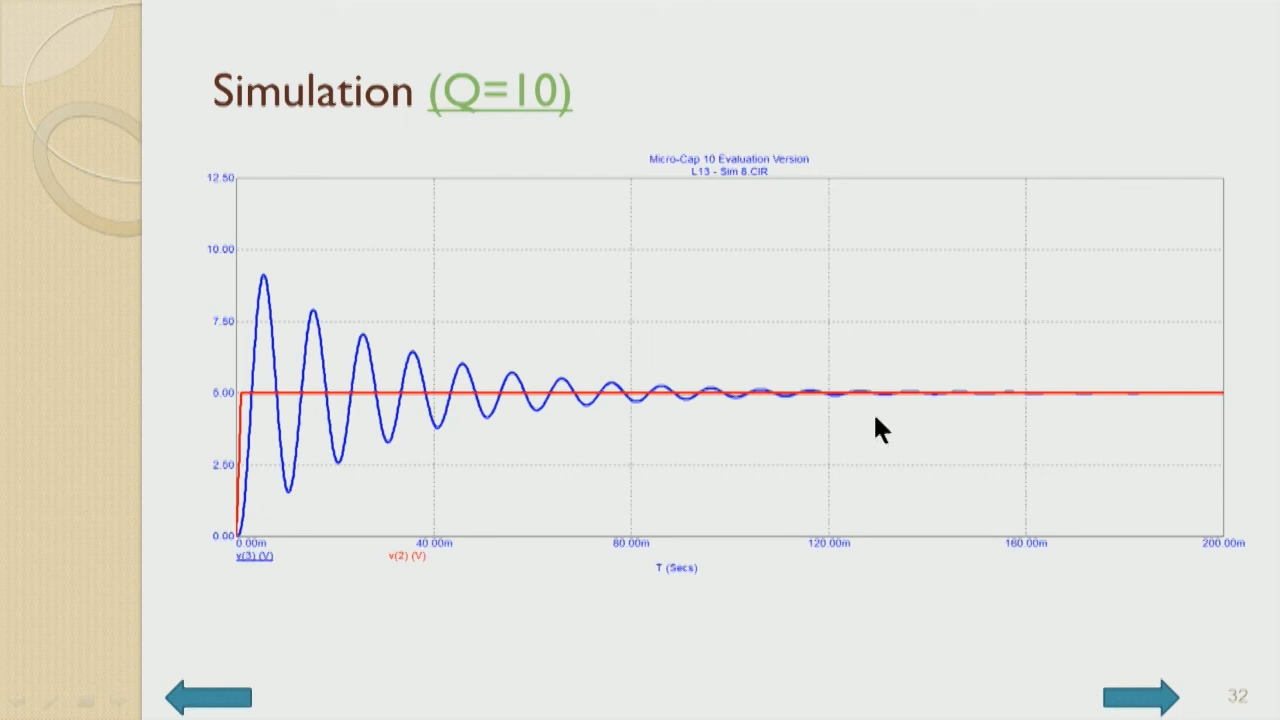 Simulation (Q=10)
Micro-Cap 10 Evaluation Version
L13 - Sim 8.CIR
12.50
10.00
7.50
5.00
2.50
0.00
0.00m 40.00m 80.00m 120.00m 160.00m 200.00m
v(3) (V) v(2) (V)
T (Secs)
32